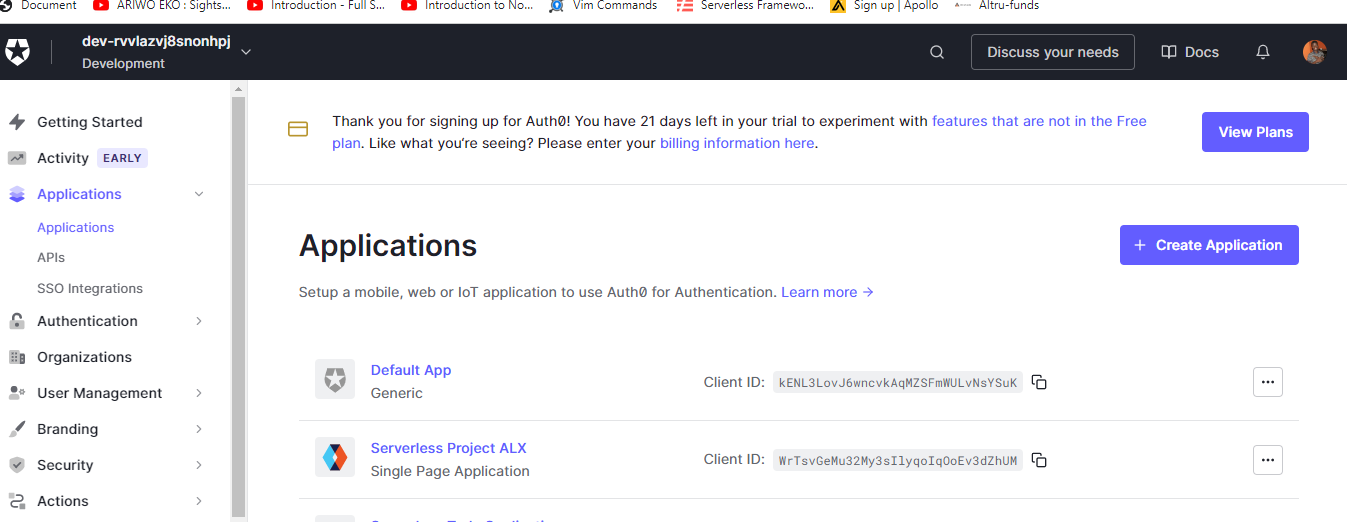 Document ARIWO EKO : Sights... Introduction - Full S... Introduction to No... Vim Commands Serverless Framewo... Sign up | Apollo Altru-funds
dev-rvvlazvj8snonhpj
Development
Discuss your needs
Docs
Getting Started
Activity EARLY
Applications
Applications
APIs
SSO Integrations
Authentication
Organizations
User Management
Branding
Security
Actions
Thank you for signing up for Auth0! You have 21 days left in your trial to experiment with features that are not in the Free
plan. Like what you're seeing? Please enter your billing information here.
View Plans
Applications
+ Create Application
Setup a mobile, web or IoT application to use Auth0 for Authentication. Learn more →
Default App
Generic
Client ID: kENL3LovJ6wncvkAqMZSFmWULvNsYSuK
Serverless Project ALX
Single Page Application
Client ID: WrTsvGeMu32My3sIlyqoIqOoEv3dZhUM